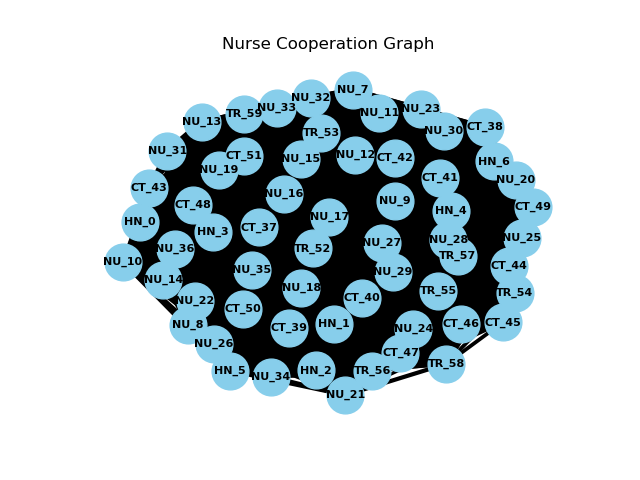 Nurse Cooperation Graph
NU_7
NU_32
NU_33
NU_23
NU_11
TR_59
NU_13
CT_38
NU_30
TR_53
NU_31
NU_12
CT_51
CT_42
NU_15
HN_6
NU_19
CT_41
NU_20
CT_43
NU_16
NU_9
CT_48
CT_49
HN_4
NU_17
HN_0
CT_37
HN_3
NU_25
NU_28
NU_27
NU_36
TR_52
TR_57
NU_10
CT_44
NU_35
NU_29
NU_14
NU_18
TR_55
TR_54
CT_40
NU_22
CT_50
CT_45
HN_1
CT_46
NU_8
CT_39
NU_24
NU_26
CT_47
TR_58
HN_5
HN_2
TR_56
NU_34
NU_21